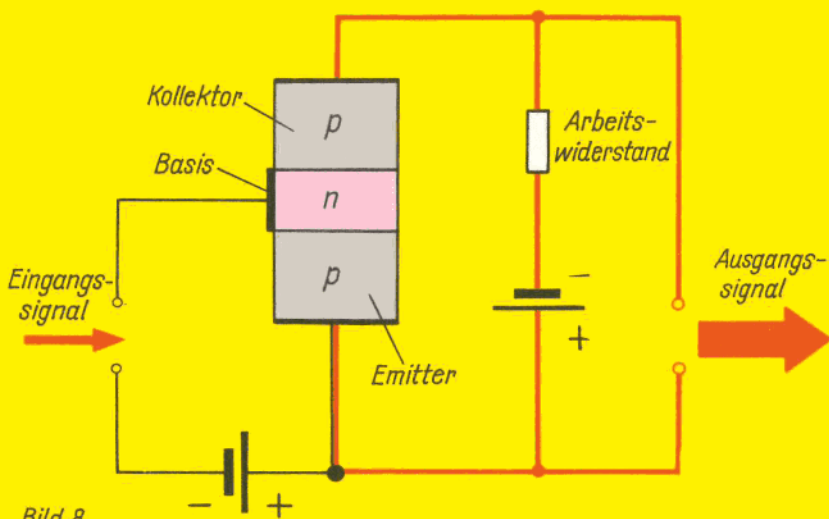 Kollektor
p
Arbeits-
widerstand
Basis
n
Eingangs-
signal
p
Emitter
-
+
Ausgangs-
signal
- +
Bild 8